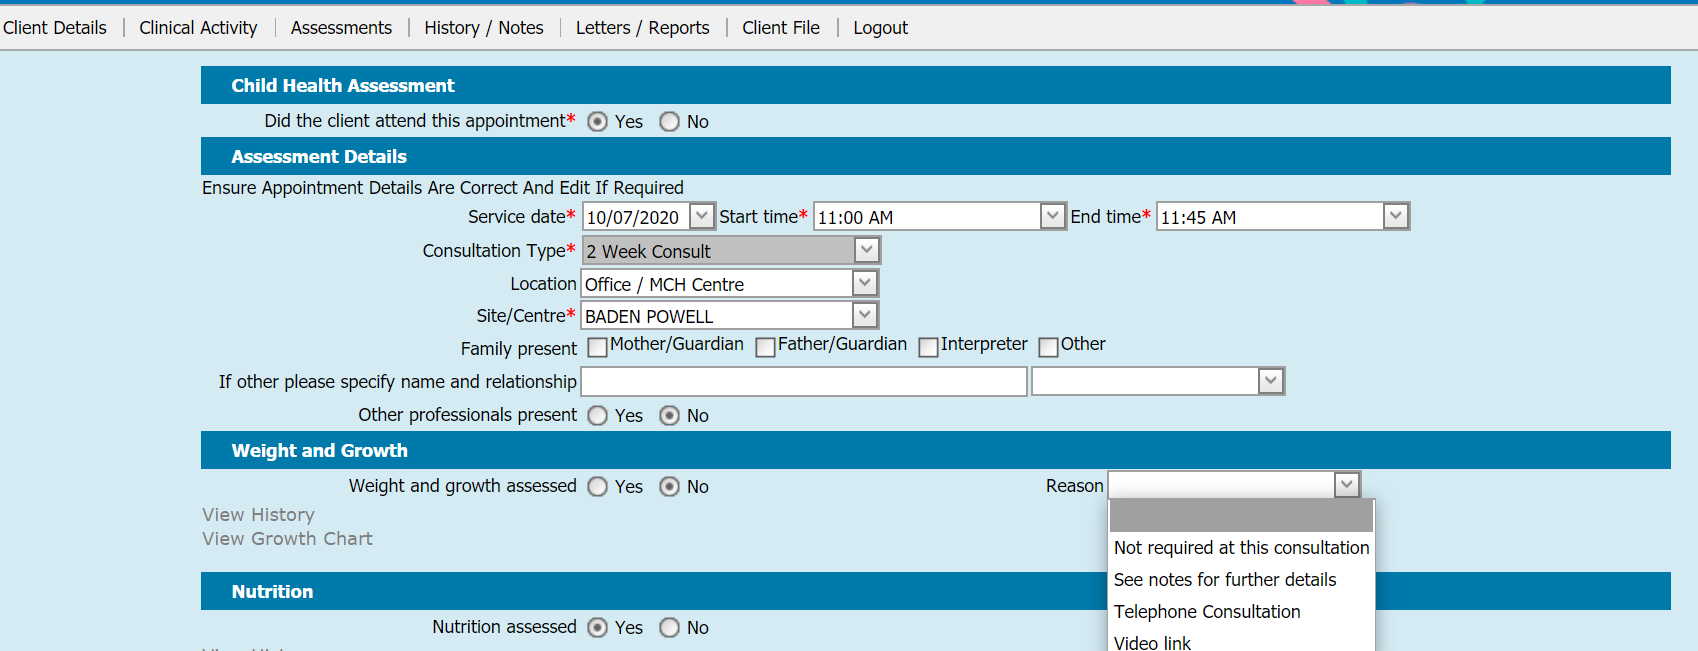 Client Details Clinical Activity Assessments History / Notes Letters / Reports Client File Logout
Child Health Assessment
Did the client attend this appointment* Yes No
Assessment Details
Ensure Appointment Details Are Correct And Edit If Required
Service date* 10/07/2020 Start time* 11:00 AM End time* 11:45 AM
Consultation Type* 2 Week Consult
Location Office / MCH Centre
Site/Centre* BADEN POWELL
Family present Mother/Guardian Father/Guardian Interpreter Other
If other please specify name and relationship
Other professionals present Yes No
Weight and Growth
Weight and growth assessed Yes No Reason
View History
View Growth Chart
Not required at this consultation
See notes for further details
Telephone Consultation
Video link
Nutrition
Nutrition assessed Yes No